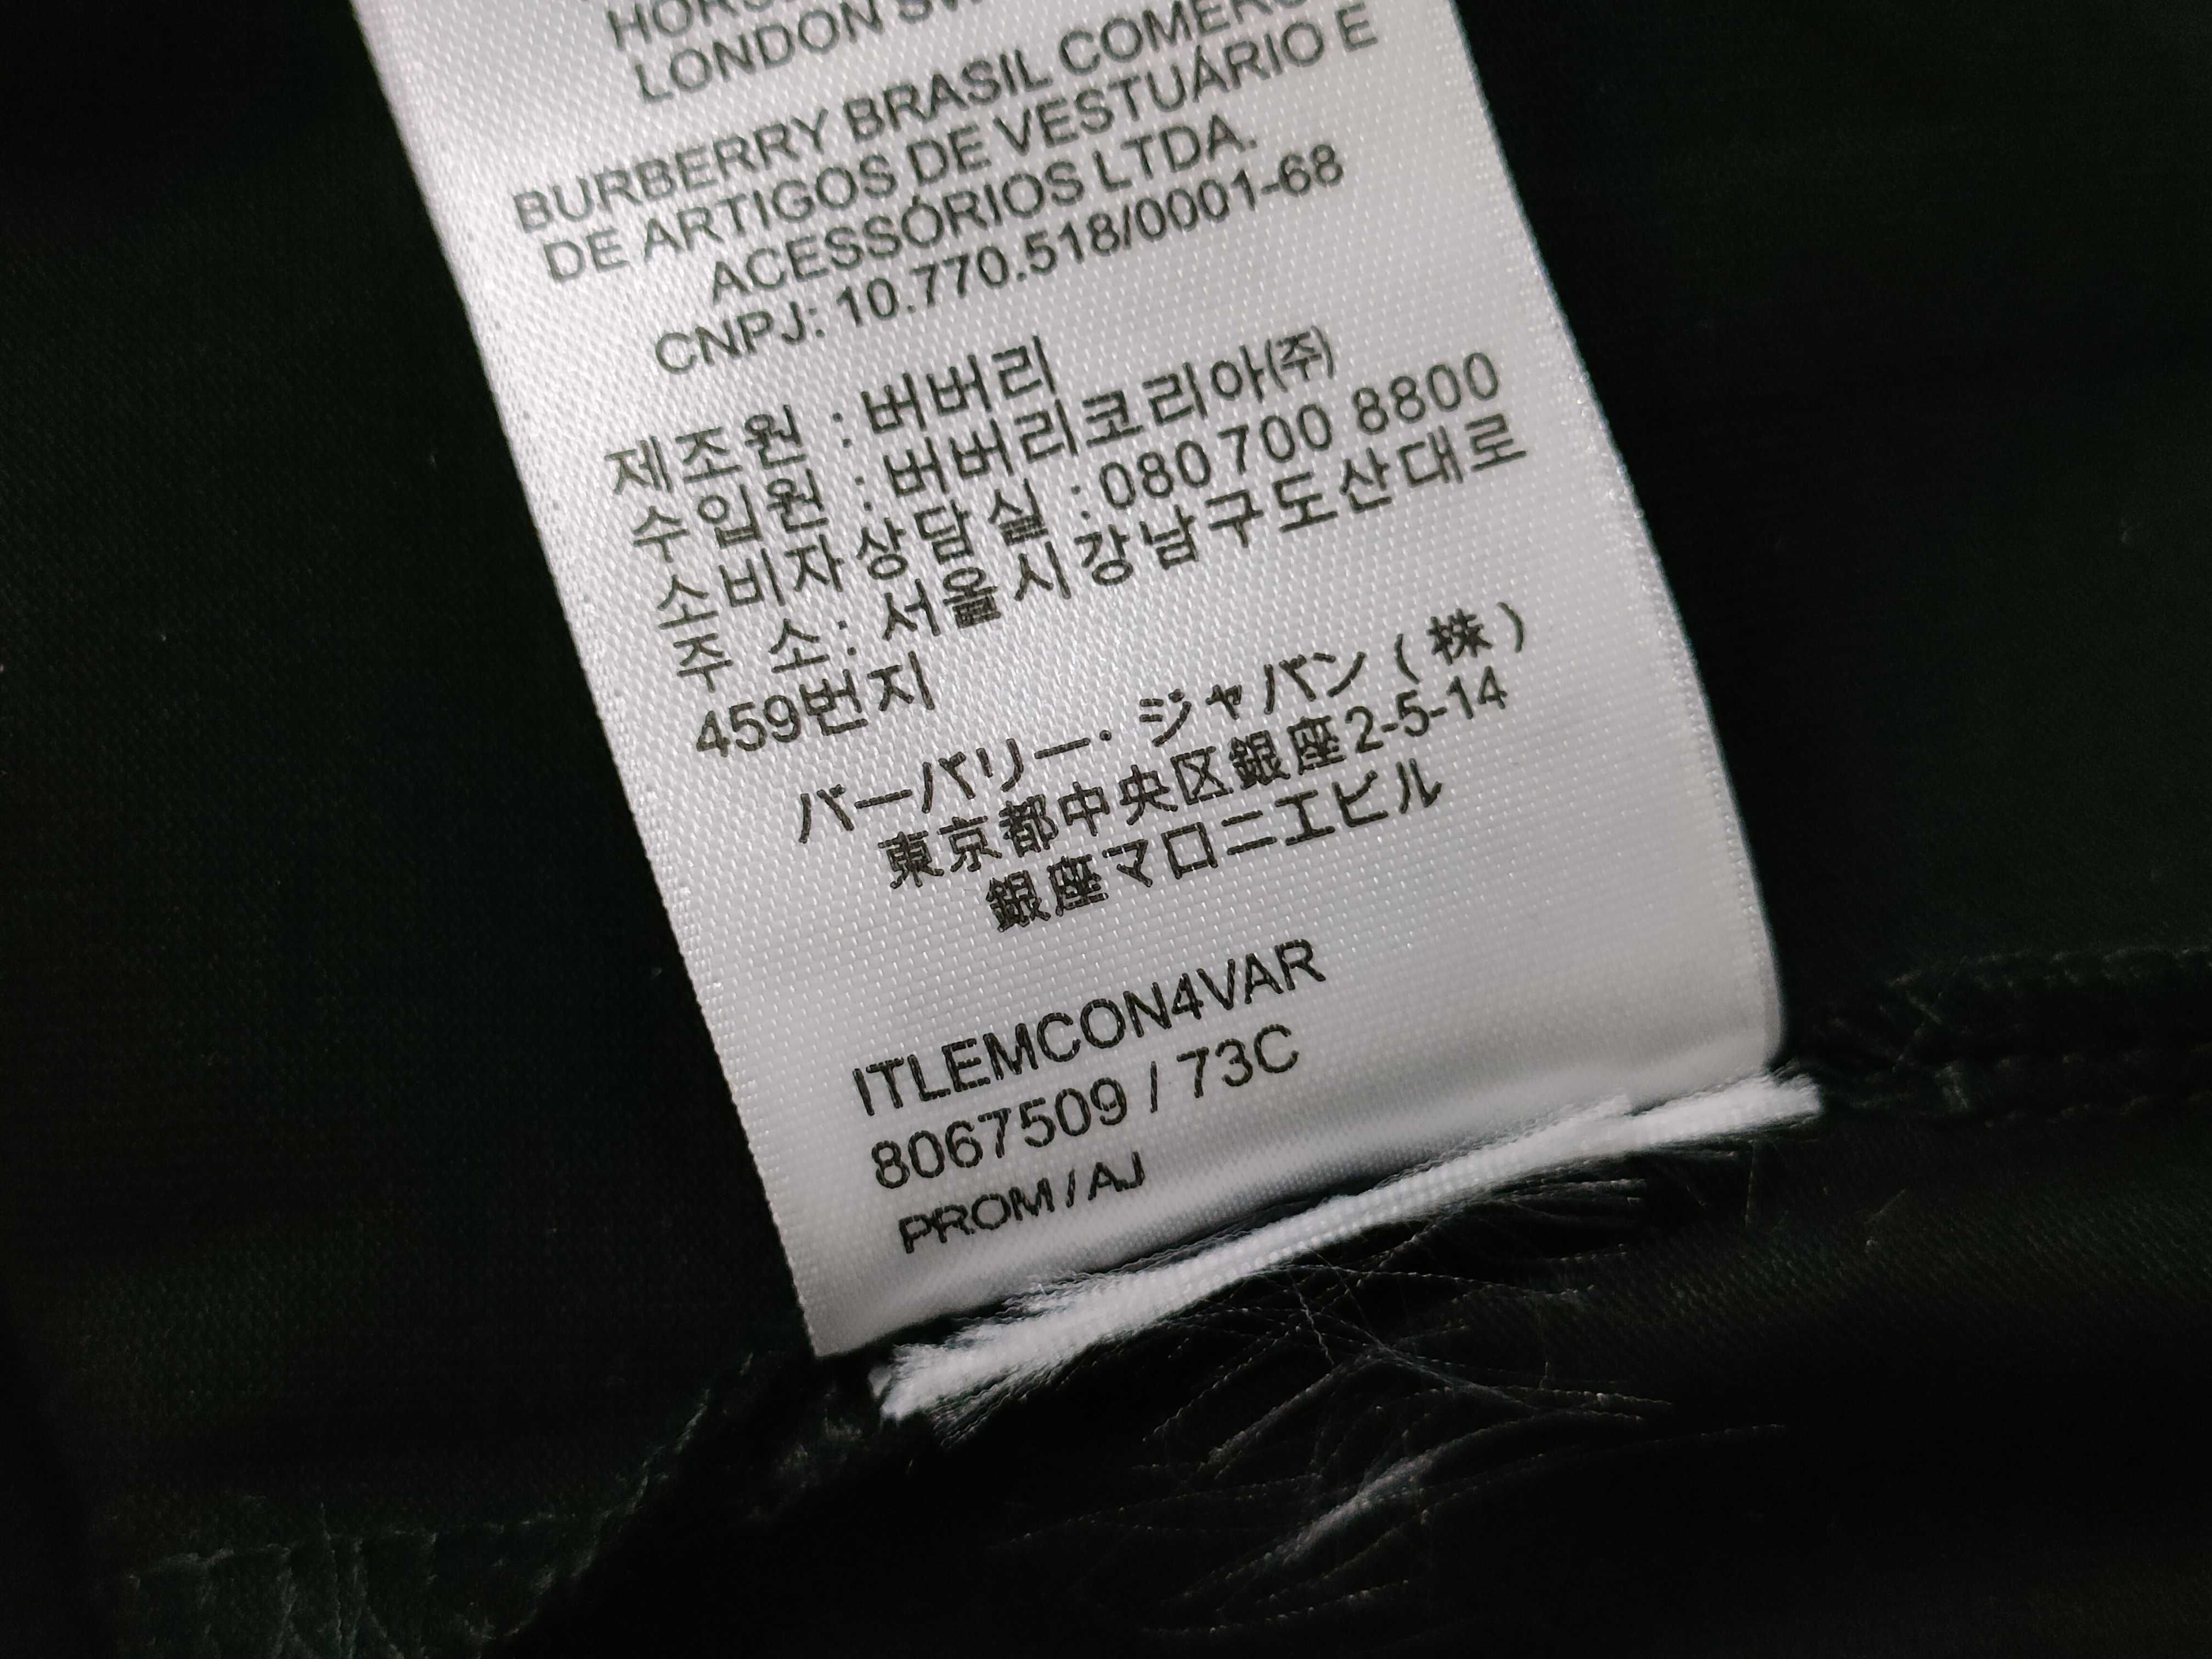 LONDON
BURBERRY BRASIL
DE ARTIGOS DE VESTUÁRIO E
ACESSÓRIOS LTDA.
CNPJ: 10.770.518/0001-68
제조원 : 버버리
수입원 : 버버리코리아(주)
소비자상담실 : 080 700 8800
주 소 : 서울시강남구도산대로
459번지
バーバリー・ジャパン(株)
東京都中央区銀座2-5-14
銀座マロニエビル
ITLEMCON4VAR
8067509 / 73C
PROM / AJ